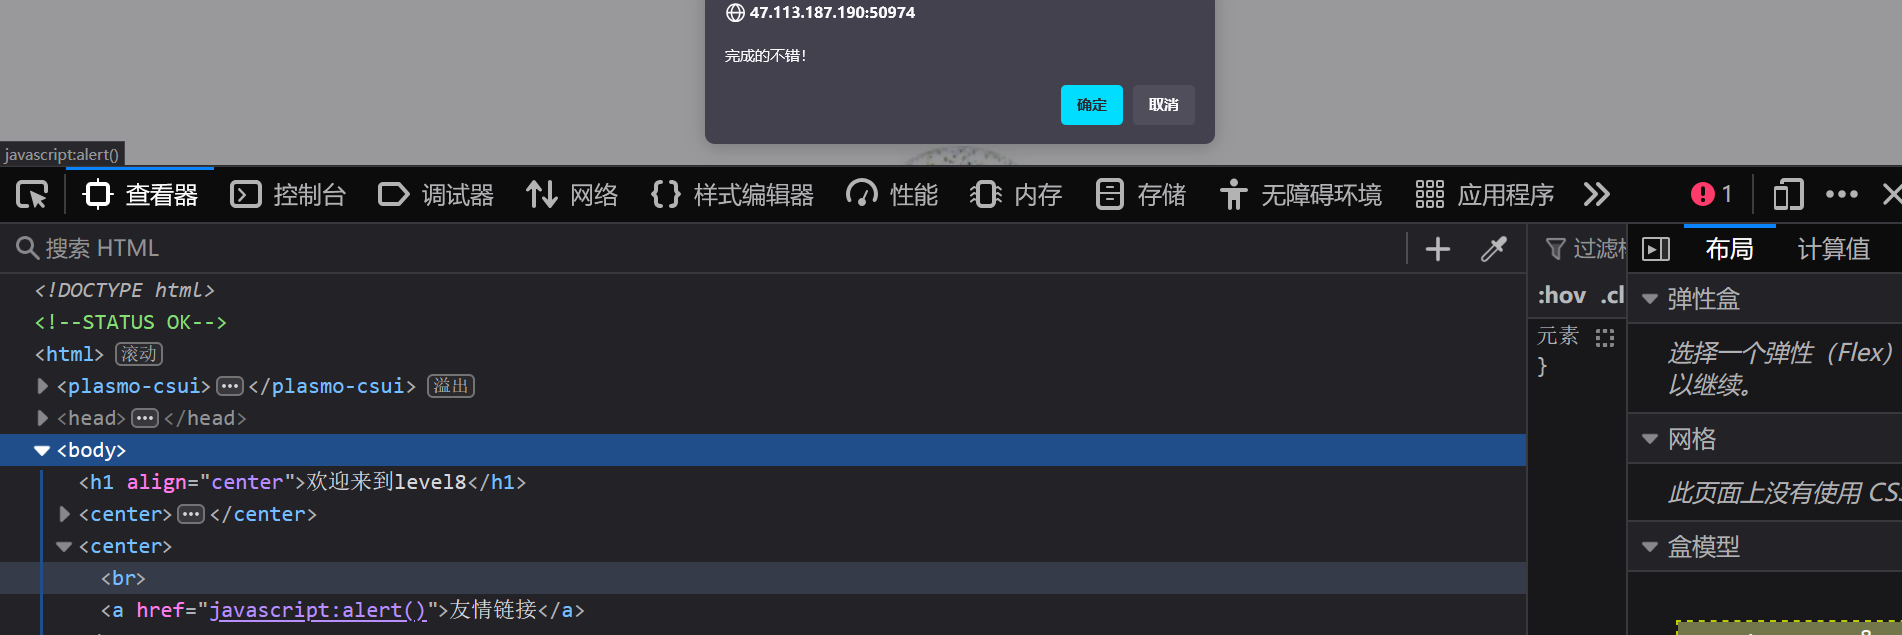 47.113.187.190:50974
完成的不错!
确定 取消
javascript:alert()
查看器 控制台 调试器 网络 {} 样式编辑器 性能 内存 存储 无障碍环境 应用程序 1
搜索 HTML
过滤
布局 计算值
:hov .cl
弹性盒
<!DOCTYPE html>
<!--STATUS OK-->
元素
}
选择一个弹性（Flex）
以继续。
<html> 滚动
<plasmo-csui>…</plasmo-csui> 溢出
<head>…</head>
网格
<body>
<h1 align="center">欢迎来到level8</h1>
此页面上没有使用 CSS
<center>…</center>
<center>
盒模型
<br>
<a href="javascript:alert()">友情链接</a>